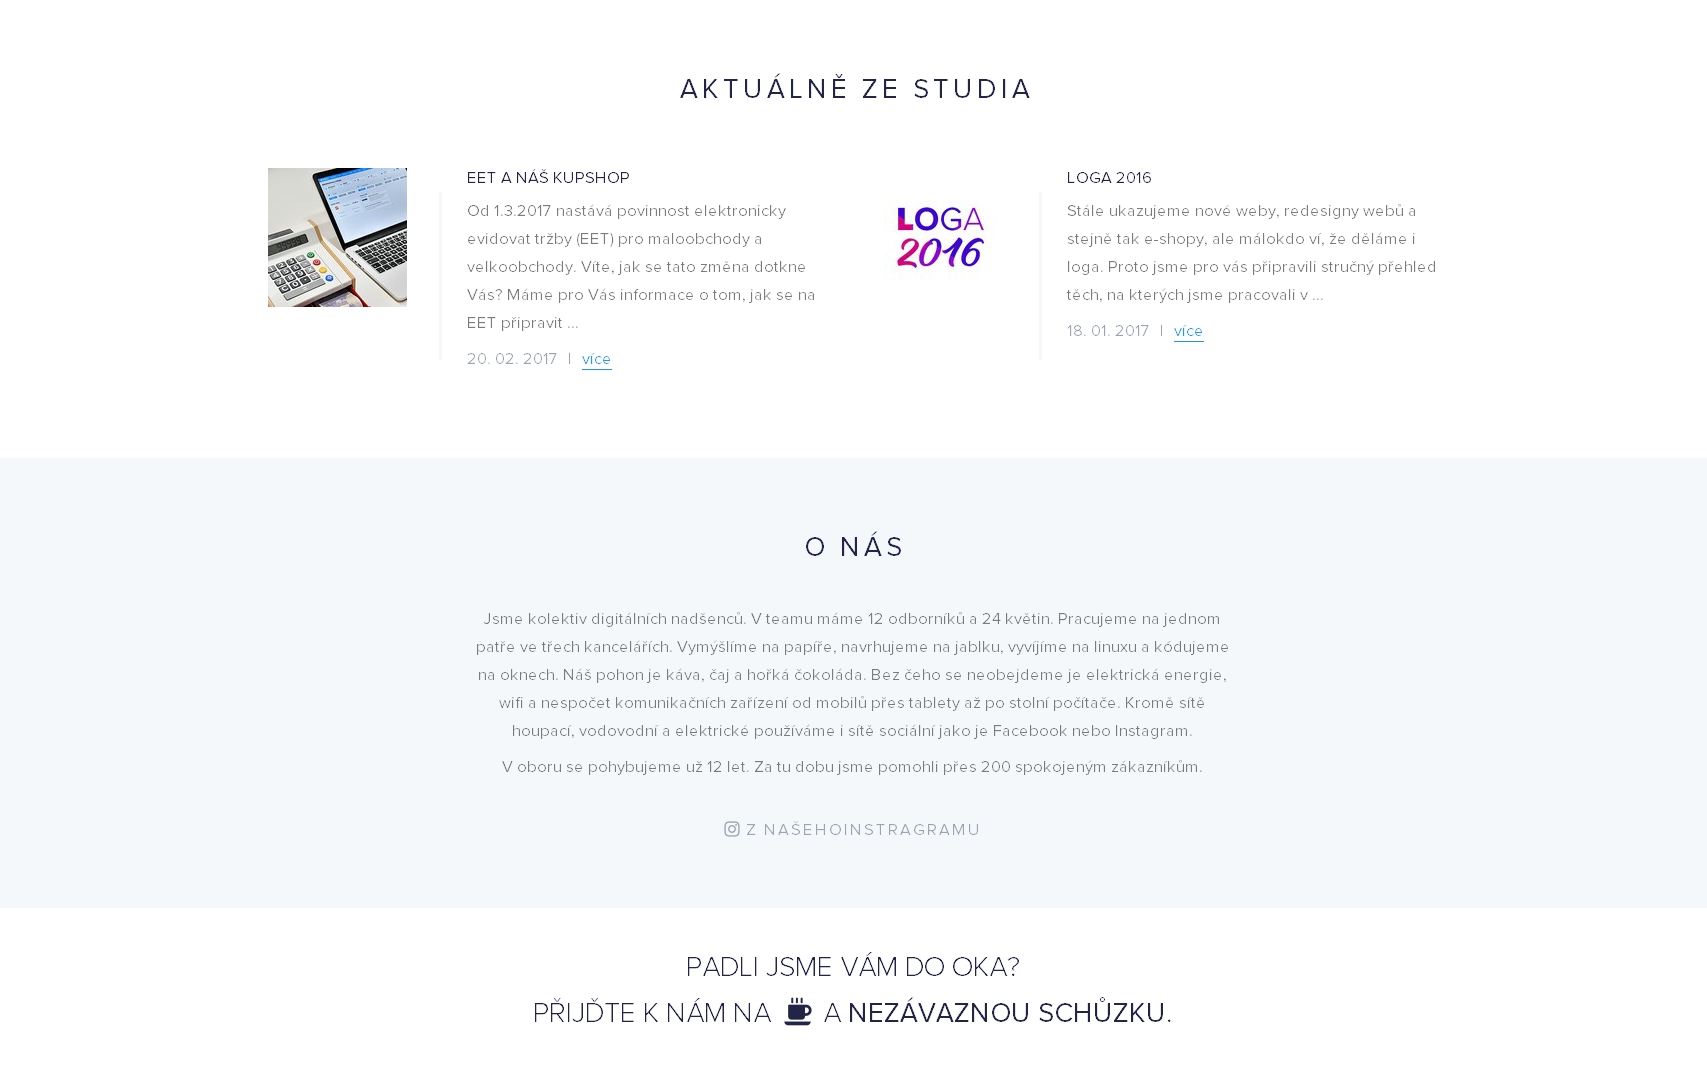 AKTUÁLNĚ ZE STUDIA
EET A NÁŠ KUPSHOP
Od 1.3.2017 nastává povinnost elektronicky
evidovat tržby (EET) pro maloobchody a
velkoobchody. Víte, jak se tato změna dotkne
Vás? Máme pro Vás informace o tom, jak se na
EET připravit ...
20. 02. 2017 | více
LOGA
2016
LOGA 2016
Stále ukazujeme nové weby, redesigny webů a
stejně tak e-shopy, ale málokdo ví, že děláme i
loga. Proto jsme pro vás připravili stručný přehled
těch, na kterých jsme pracovali v ...
18. 01. 2017 | více
O NÁS
Jsme kolektiv digitálních nadšenců. V teamu máme 12 odborníků a 24 květin. Pracujeme na jednom
patře ve třech kancelářích. Vymýšlíme na papíře, navrhujeme na jablku, vyvíjíme na linuxu a kódujeme
na oknech. Náš pohon je káva, čaj a hořká čokoláda. Bez čeho se neobejdeme je elektrická energie,
wifi a nespočet komunikačních zařízení od mobilů přes tablety až po stolní počítače. Kromě sítě
houpací, vodovodní a elektrické používáme i sítě sociální jako je Facebook nebo Instagram.
V oboru se pohybujeme už 12 let. Za tu dobu jsme pomohli přes 200 spokojeným zákazníkům.
Z NAŠEHOINSTRAGRAMU
PADLI JSME VÁM DO OKA?
PŘIJĎTE K NÁM NA A NEZÁVAZNOU SCHŮZKU.